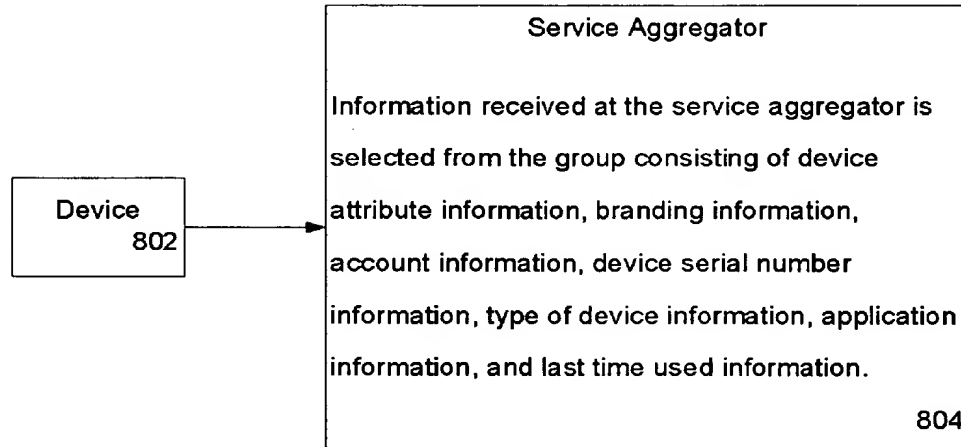 Service Aggregator
Information received at the service aggregator is
selected from the group consisting of device
attribute information, branding information,
account information, device serial number
information, type of device information, application
information, and last time used information.
804
Device
802